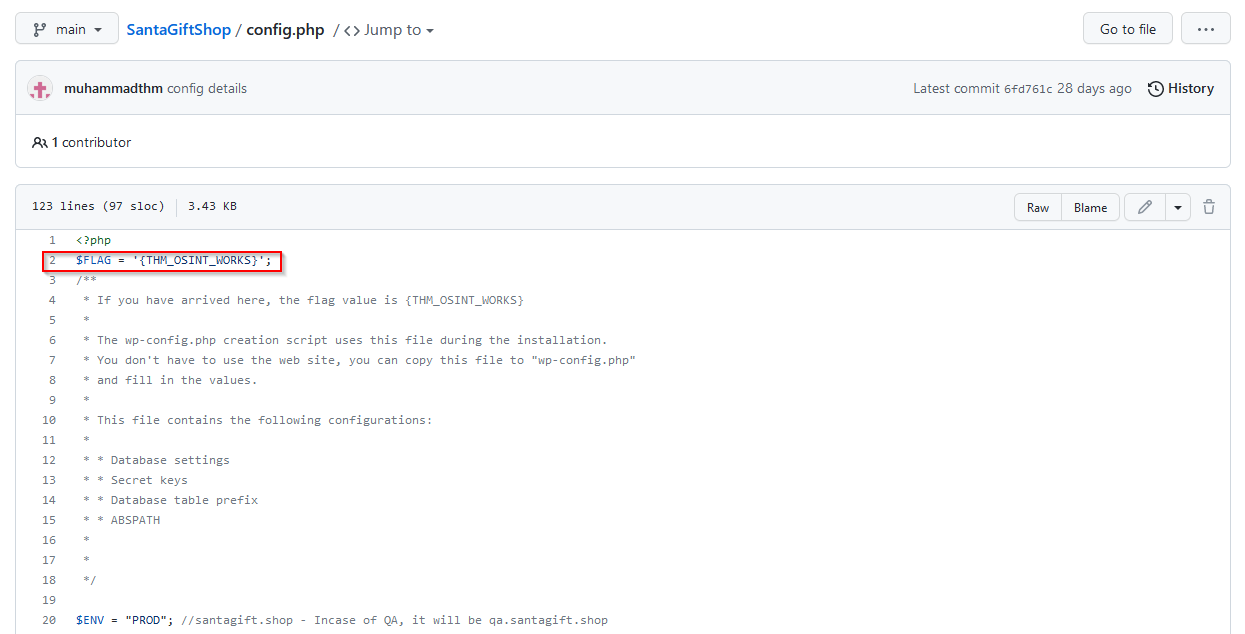 main SantaGiftShop / config.php / <> Jump to Go to file ...
muhammadthm config details Latest commit 6fd761c 28 days ago History
1 contributor
123 lines (97 sloc) 3.43 KB Raw Blame
1 <?php
2 $FLAG = '{THM_OSINT_WORKS}';
3 /**
4 * If you have arrived here, the flag value is {THM_OSINT_WORKS}
5 *
6 * The wp-config.php creation script uses this file during the installation.
7 * You don't have to use the web site, you can copy this file to "wp-config.php"
8 * and fill in the values.
9 *
10 * This file contains the following configurations:
11 *
12 * * Database settings
13 * * Secret keys
14 * * Database table prefix
15 * * ABSPATH
16 *
17 *
18 */
19
20 $ENV = "PROD"; //santagift.shop - Incase of QA, it will be qa.santagift.shop